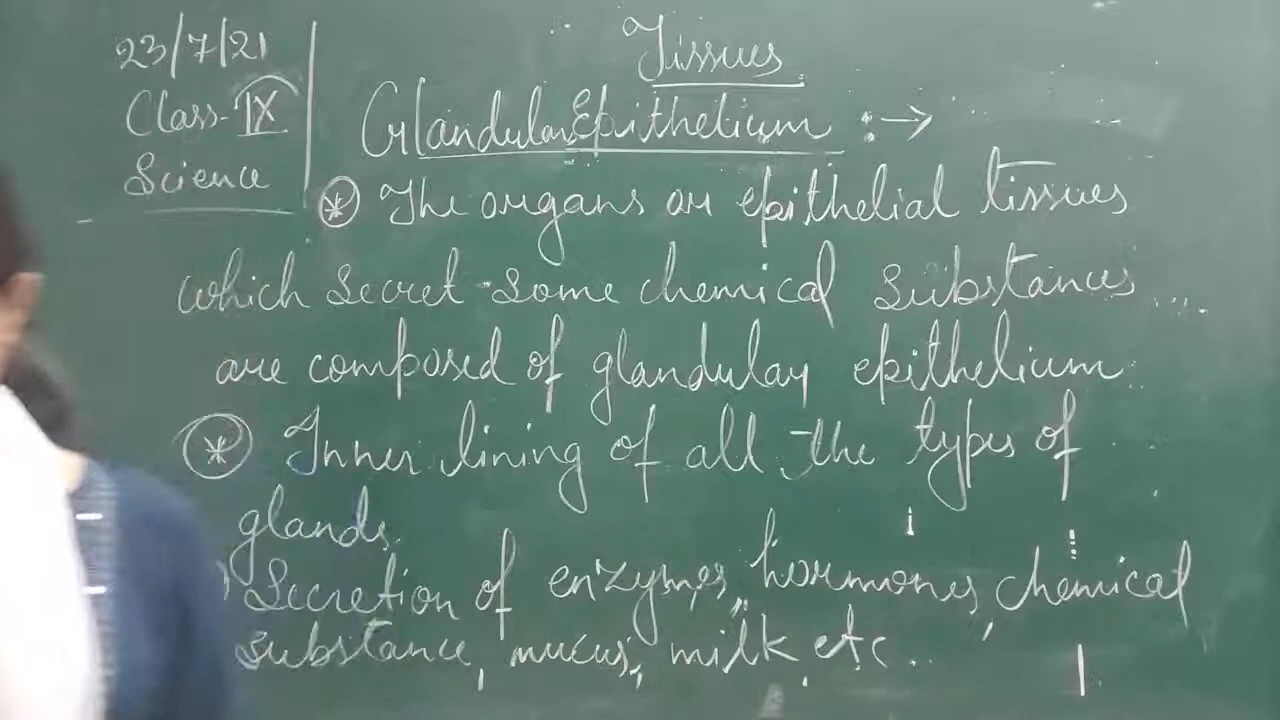 23/7/21
Class-IX
Science
Tissues
Glandular Epithelium :→
The organs or epithelial tissues
which secret some chemical substances...
are composed of glandular epithelium
Inner lining of all the types of
glands.
Secretion of enzymes, hormones, chemical
substance, mucus, milk etc..